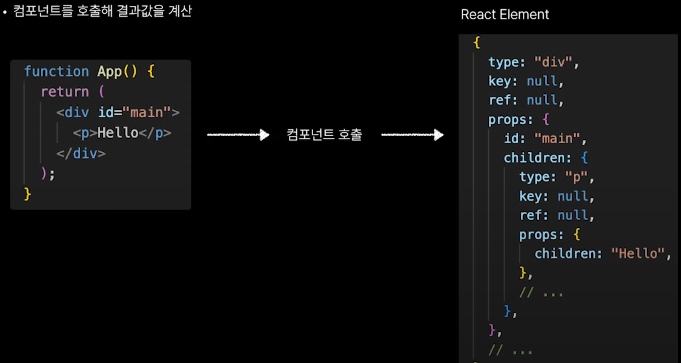 • 컴포넌트를 호출해 결과값을 계산
function App() {
  return (
    <div id="main">
      <p>Hello</p>
    </div>
  );
}
컴포넌트 호출
React Element
{
  type: "div",
  key: null,
  ref: null,
  props: {
    id: "main",
    children: {
      type: "p",
      key: null,
      ref: null,
      props: {
        children: "Hello",
      },
      // ...
    },
  },
  // ...